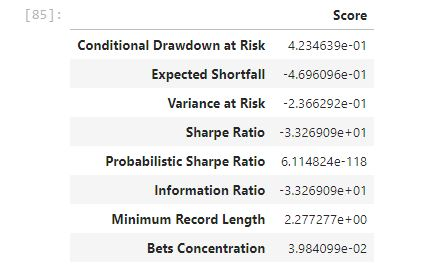 [85]:
Score
Conditional Drawdown at Risk 4.234639e-01
Expected Shortfall -4.696096e-01
Variance at Risk -2.366292e-01
Sharpe Ratio -3.326909e+01
Probabilistic Sharpe Ratio 6.114824e-118
Information Ratio -3.326909e+01
Minimum Record Length 2.277277e+00
Bets Concentration 3.984099e-02